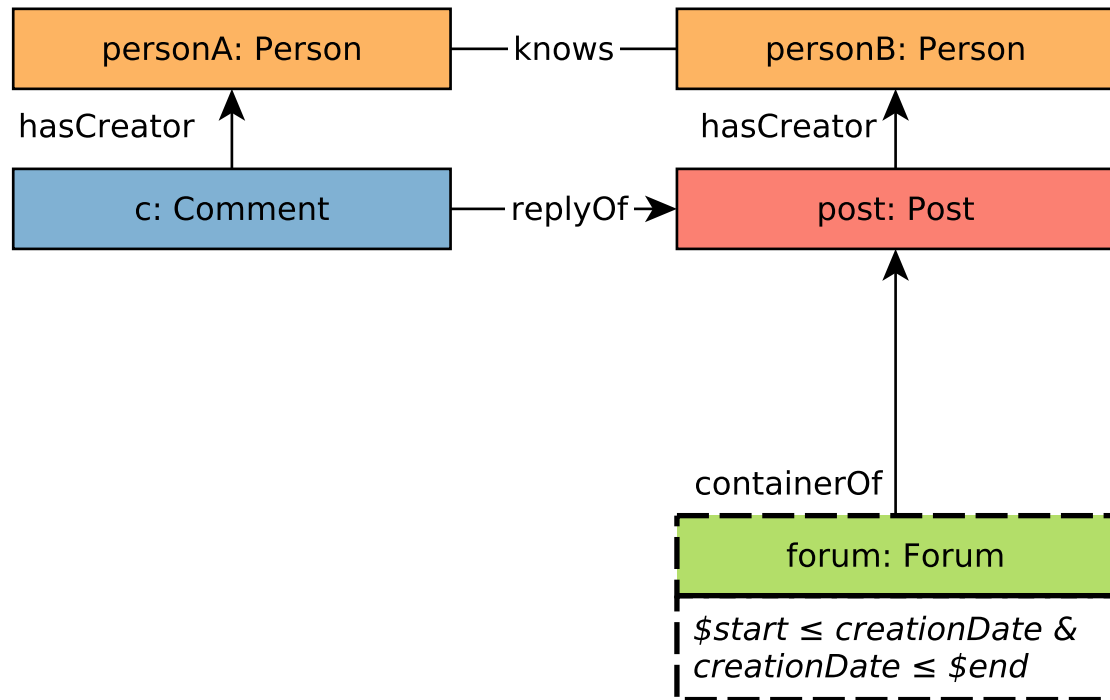 personA: Person
knows
personB: Person
hasCreator
hasCreator
c: Comment
replyOf
post: Post
containerOf
forum: Forum
$start ≤ creationDate &
creationDate ≤ $end